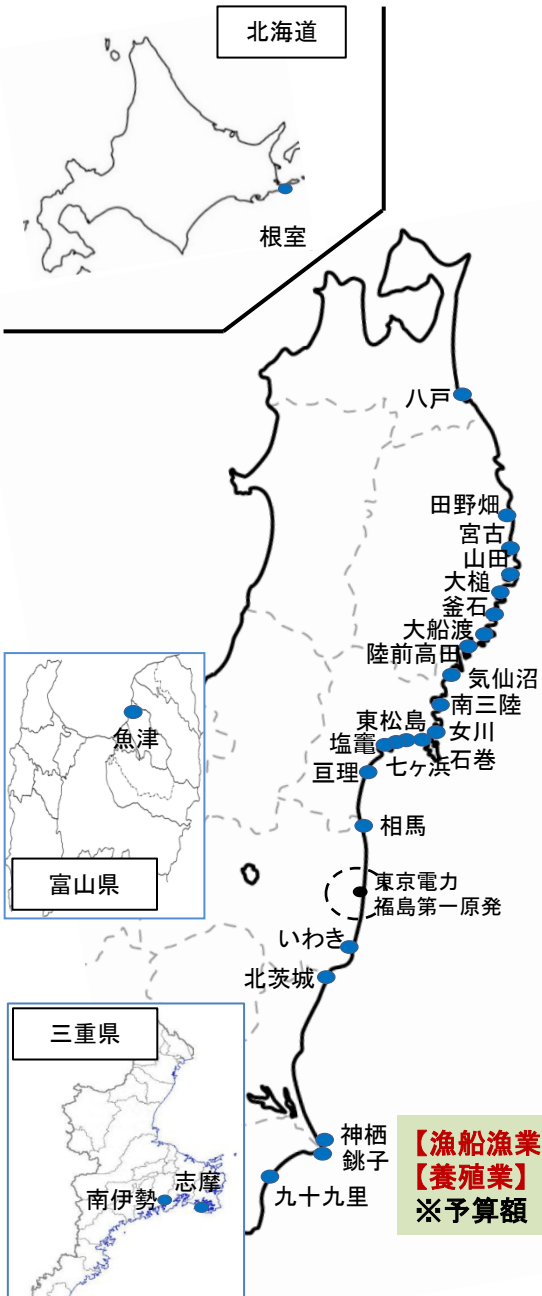 北海道
根室
八戸
田野畑
宮古
山田
大槌
釜石
大船渡
陸前高田
気仙沼
南三陸
東松島
女川
塩竈
七ヶ浜
石巻
亘理
相馬
魚津
富山県
東京電力
福島第一原発
いわき
北茨城
三重県
志摩
南伊勢
神栖
銚子
九十九里
【漁船漁業
【養殖業】
※予算額